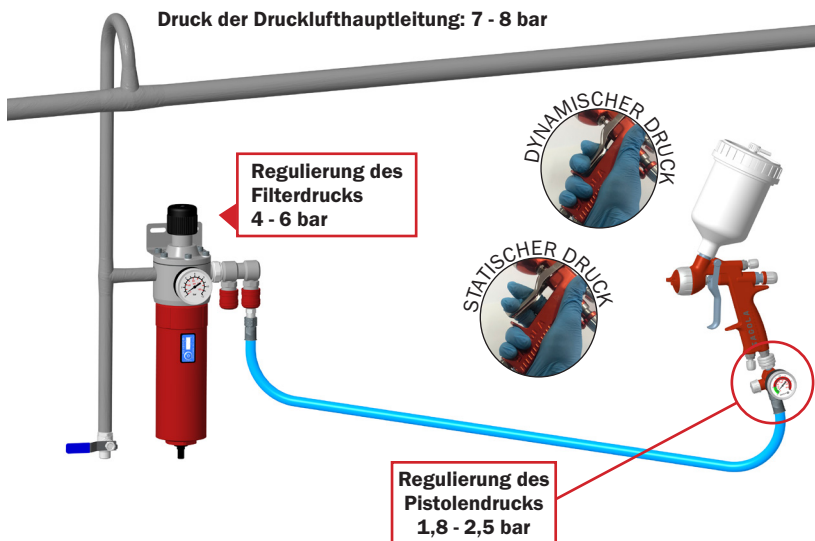 Druck der Drucklufthauptleitung: 7 - 8 bar
DYNAMISCHER DRUCK
Regulierung des
Filterdrucks
4 - 6 bar
STATISCHER DRUCK
Regulierung des
Pistolendrucks
1,8 - 2,5 bar